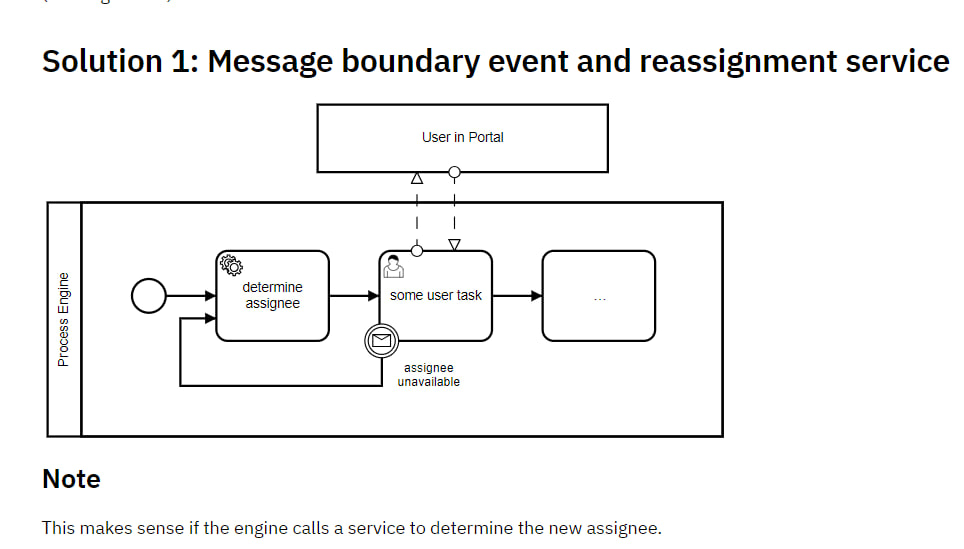 Solution 1: Message boundary event and reassignment service
User in Portal
Process Engine
determine
assignee
some user task
...
assignee
unavailable
Note
This makes sense if the engine calls a service to determine the new assignee.